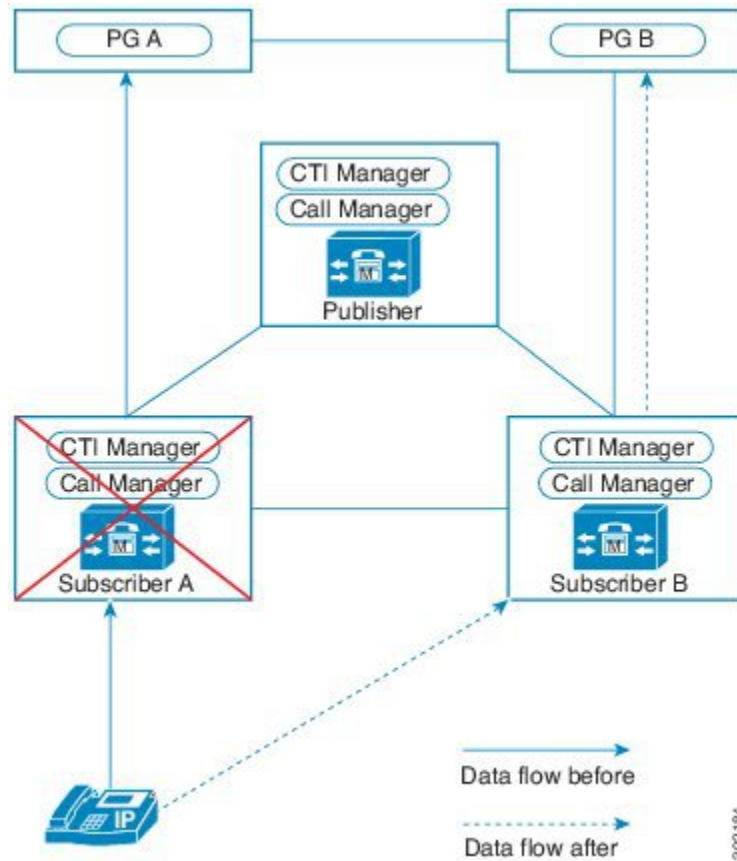 PG A
PG B
CTI Manager
Call Manager
M
Publisher
CTI Manager
Call Manager
M
Subscriber A
CTI Manager
Call Manager
M
Subscriber B
IP
Data flow before
Data flow after